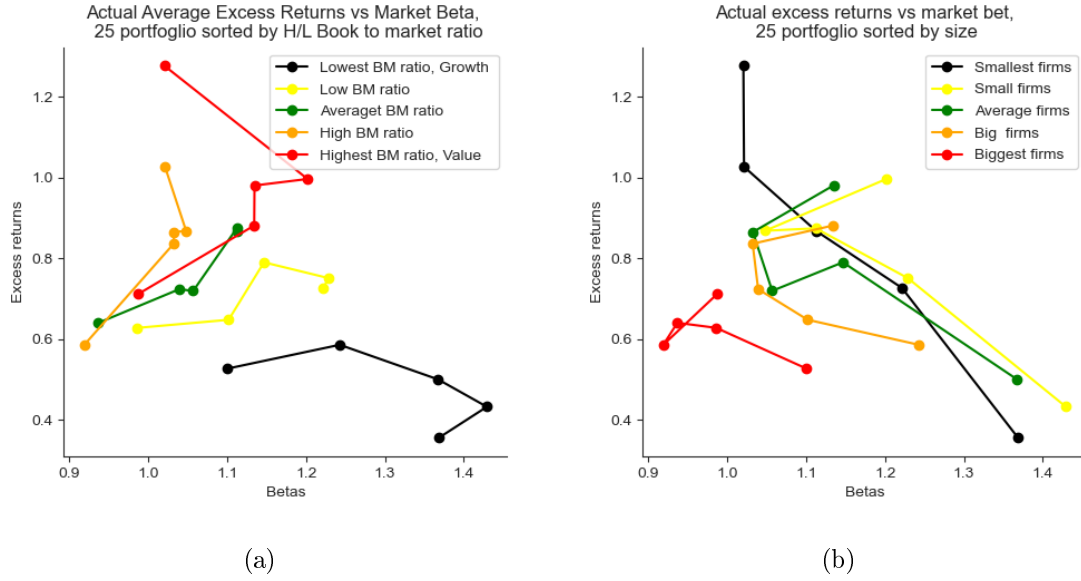 Actual Average Excess Returns vs Market Beta,
25 portfoglio sorted by H/L Book to market ratio
Lowest BM ratio, Growth
Low BM ratio
Averaget BM ratio
High BM ratio
Highest BM ratio, Value
Excess returns
1.2
1.0
0.8
0.6
0.4
0.9
1.0
1.1
1.2
1.3
1.4
Betas
(a)
Actual excess returns vs market bet,
25 portfoglio sorted by size
Smallest firms
Small firms
Average firms
Big  firms
Biggest firms
Excess returns
1.2
1.0
0.8
0.6
0.4
0.9
1.0
1.1
1.2
1.3
1.4
Betas
(b)